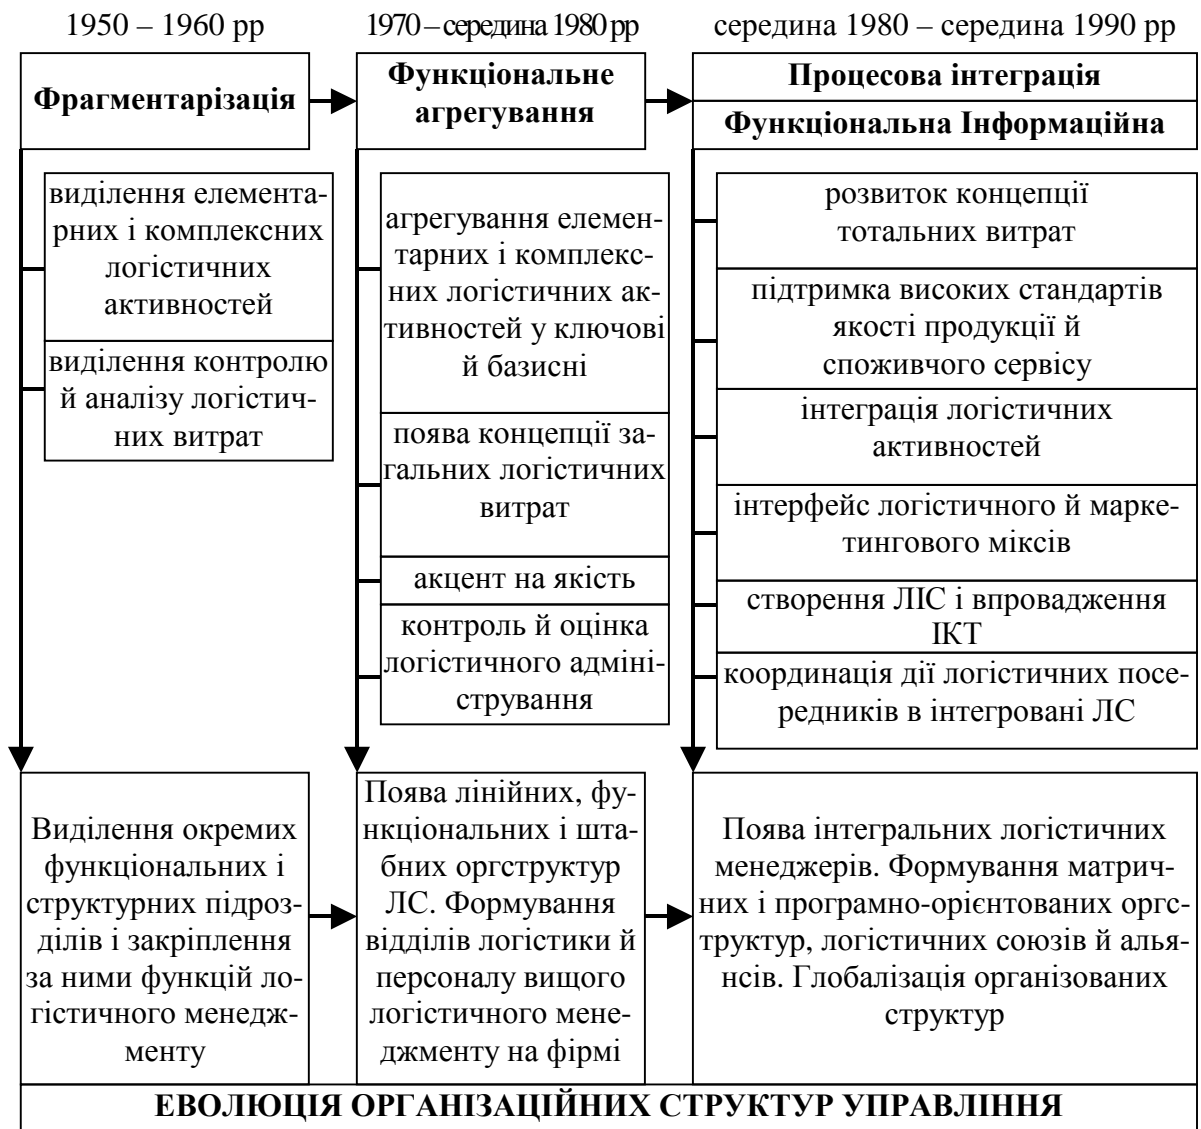 1950 – 1960 рр
1970 – середина 1980 рр
середина 1980 – середина 1990 рр
Фрагментарізація
Функціональне
агрегування
Процесова інтеграція
Функціональна Інформаційна
виділення елемента-
рних і комплексних
логістичних
активностей
виділення контролю
й аналізу логістич-
них витрат
агрегування елемен-
тарних і комплекс-
них логістичних ак-
тивностей у ключові
й базисні
поява концепції за-
гальних логістичних
витрат
акцент на якість
контроль й оцінка
логістичного адміні-
стрування
розвиток концепції
тотальних витрат
підтримка високих стандартів
якості продукції й
споживчого сервісу
інтеграція логістичних
активностей
інтерфейс логістичного й марке-
тингового міксів
створення ЛІС і впровадження
ІКТ
координація дії логістичних посе-
редників в інтегровані ЛС
Виділення окремих
функціональних і
структурних підроз-
ділів і закріплення
за ними функцій ло-
гістичного менедж-
менту
Поява лінійних, фу-
нкціональних і шта-
бних оргструктур
ЛС. Формування
відділів логістики й
персоналу вищого
логістичного мене-
джменту на фірмі
Поява інтегральних логістичних
менеджерів. Формування матрич-
них і програмно-орієнтованих оргс-
труктур, логістичних союзів й алья-
нсів. Глобалізація організованих
структур
ЕВОЛЮЦІЯ ОРГАНІЗАЦІЙНИХ СТРУКТУР УПРАВЛІННЯ